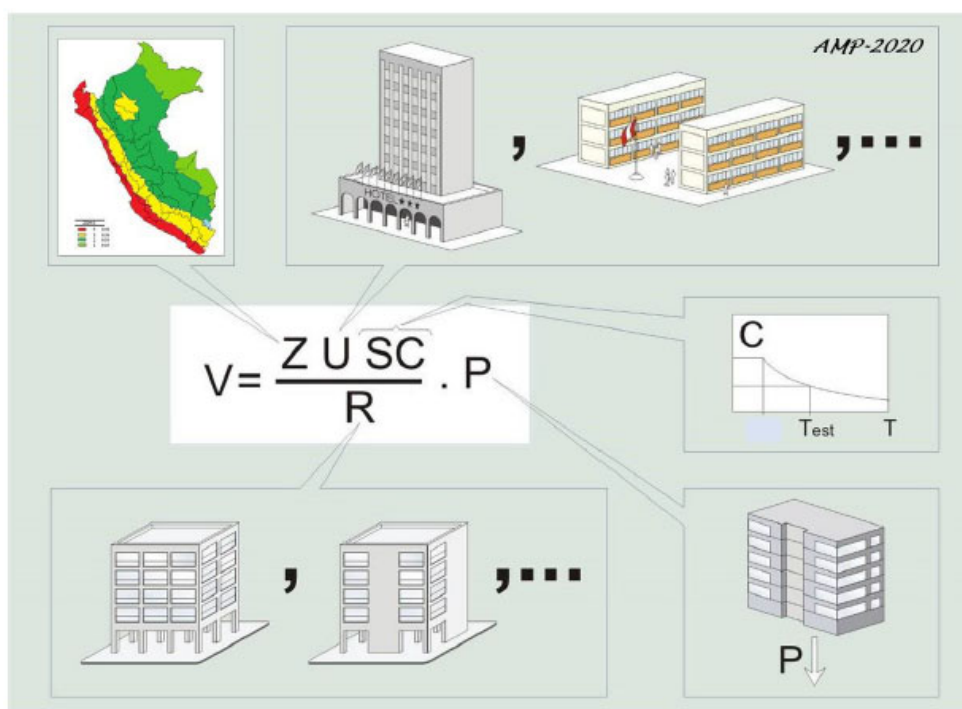 AMP-2020
HOTEL ★★★
, ,...
Z U SC
V= . P
R
C
Test T
, ,...
P